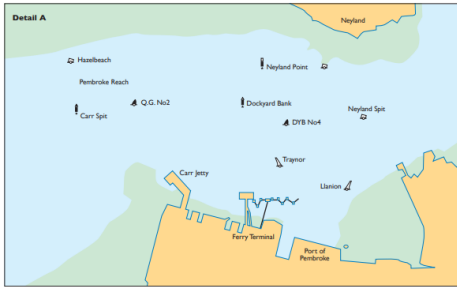 Detail A
Neyland
Hazelbeach
Neyland Point
Pembroke Reach
Q.G. No2
Dockyard Bank
Carr Spit
Neyland Spit
DYB No4
Traynor
Carr Jetty
Llanion
Ferry Terminal
Port of
Pembroke